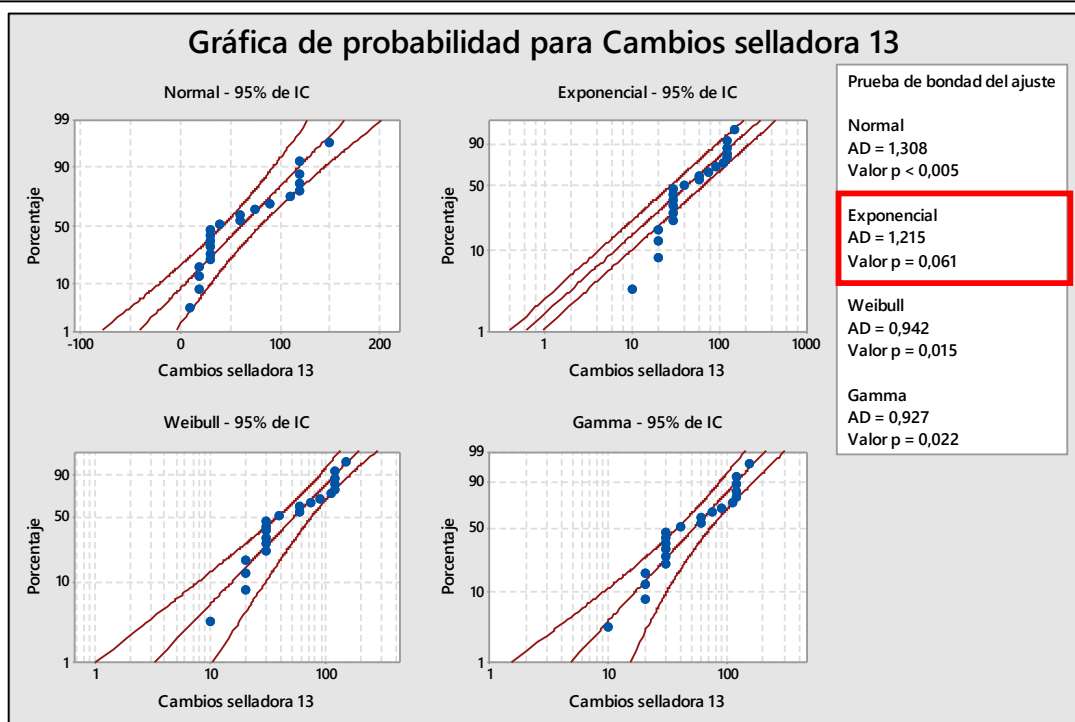 Gráfica de probabilidad para Cambios selladora 13
Normal - 95% de IC
99
90
50
10
1
Porcentaje
-100 0 100 200
Cambios selladora 13
Exponencial - 95% de IC
90
50
10
1
Porcentaje
1 10 100 1000
Cambios selladora 13
Weibull - 95% de IC
90
50
10
1
Porcentaje
1 10 100
Cambios selladora 13
Gamma - 95% de IC
99
90
50
10
1
Porcentaje
10 100
Cambios selladora 13
Prueba de bondad del ajuste
Normal
AD = 1,308
Valor p < 0,005
Exponencial
AD = 1,215
Valor p = 0,061
Weibull
AD = 0,942
Valor p = 0,015
Gamma
AD = 0,927
Valor p = 0,022